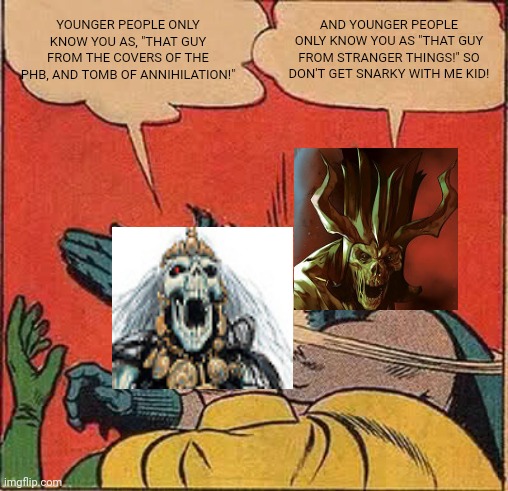 YOUNGER PEOPLE ONLY
KNOW YOU AS, "THAT GUY
FROM THE COVERS OF THE
PHB, AND TOMB OF ANNIHILATION!"
AND YOUNGER PEOPLE
ONLY KNOW YOU AS "THAT GUY
FROM STRANGER THINGS!" SO
DON'T GET SNARKY WITH ME KID!
imgflip.com